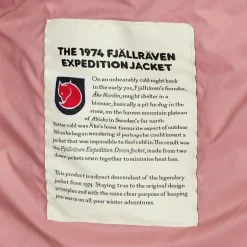 THE 1974 FJÄLLRÄVEN
EXPEDITION JACKET
On an unbearably cold night back
in the early 70s, Fjällräven's founder,
Åke Nordin, sought shelter in a
bivouac, basically a pit he dug in the
snow, on the barren mountain plateau
of Abisko in Sweden's far north.
cold was Åke's least favourite aspect of outdoor
he began wondering if perhaps he could invent a
jacket that was impossible to feel cold in. The result was
the Fjällräven Expedition Down Jacket, made from two
down jackets sewn together to minimize heat loss.
This product is a direct descendant of the legendary
jacket from 1974. Staying true to the original design
principles and with the same clear purpose of keeping
you warm on all your winter adventures.